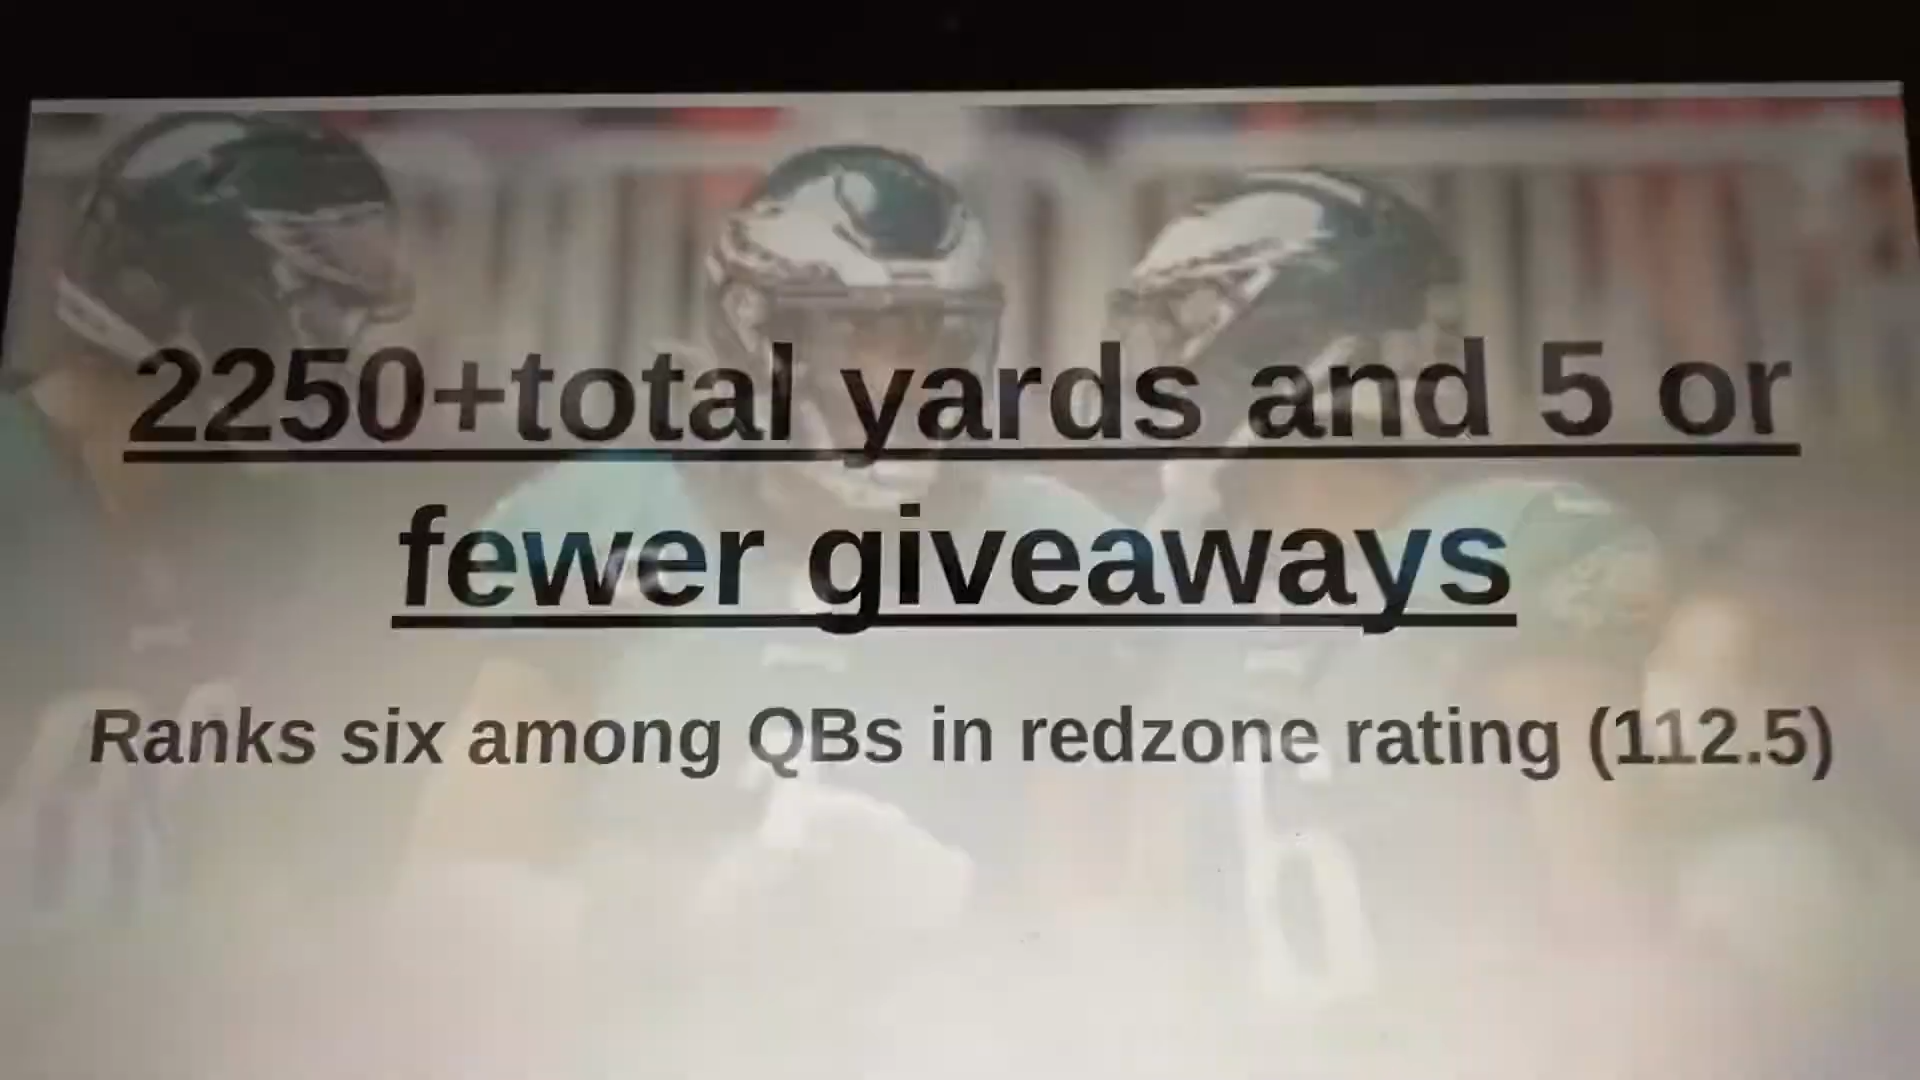 2250+total yards and 5 or
fewer giveaways
Ranks six among QBs in redzone rating (112.5)